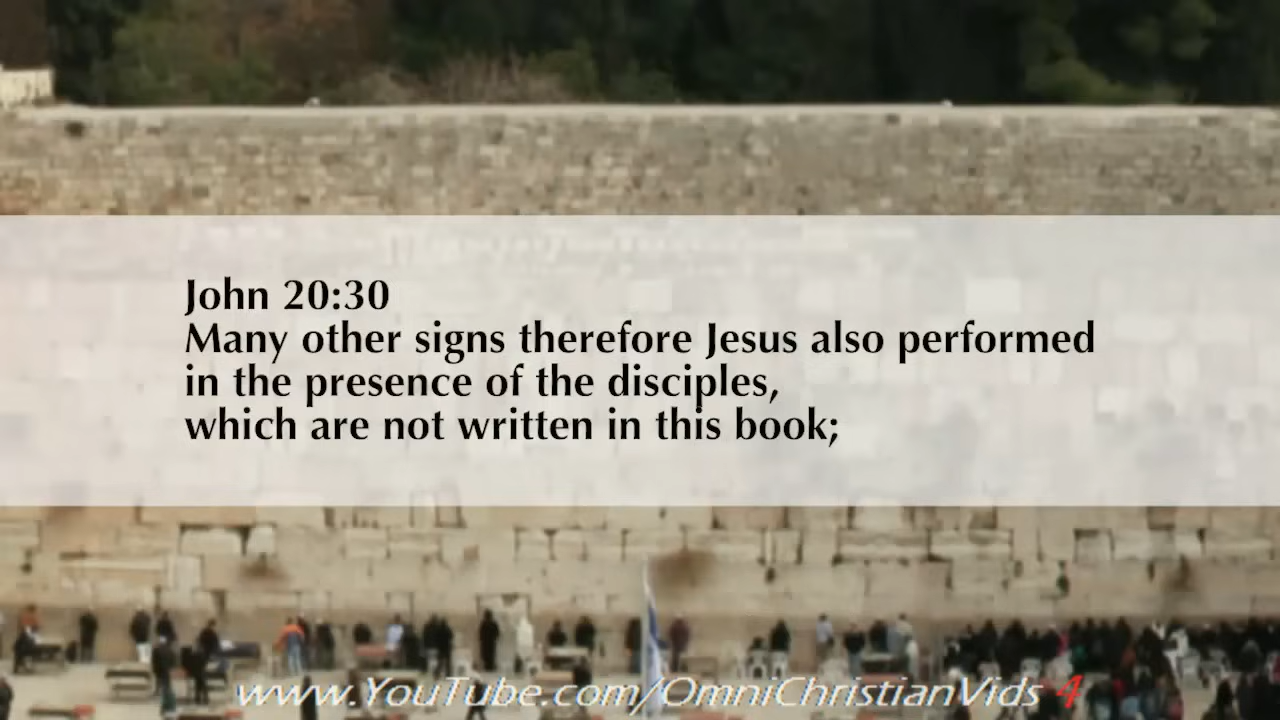 John 20:30
Many other signs therefore Jesus also performed
in the presence of the disciples,
which are not written in this book;
www.YouTube.com/OmniChristianVids 4